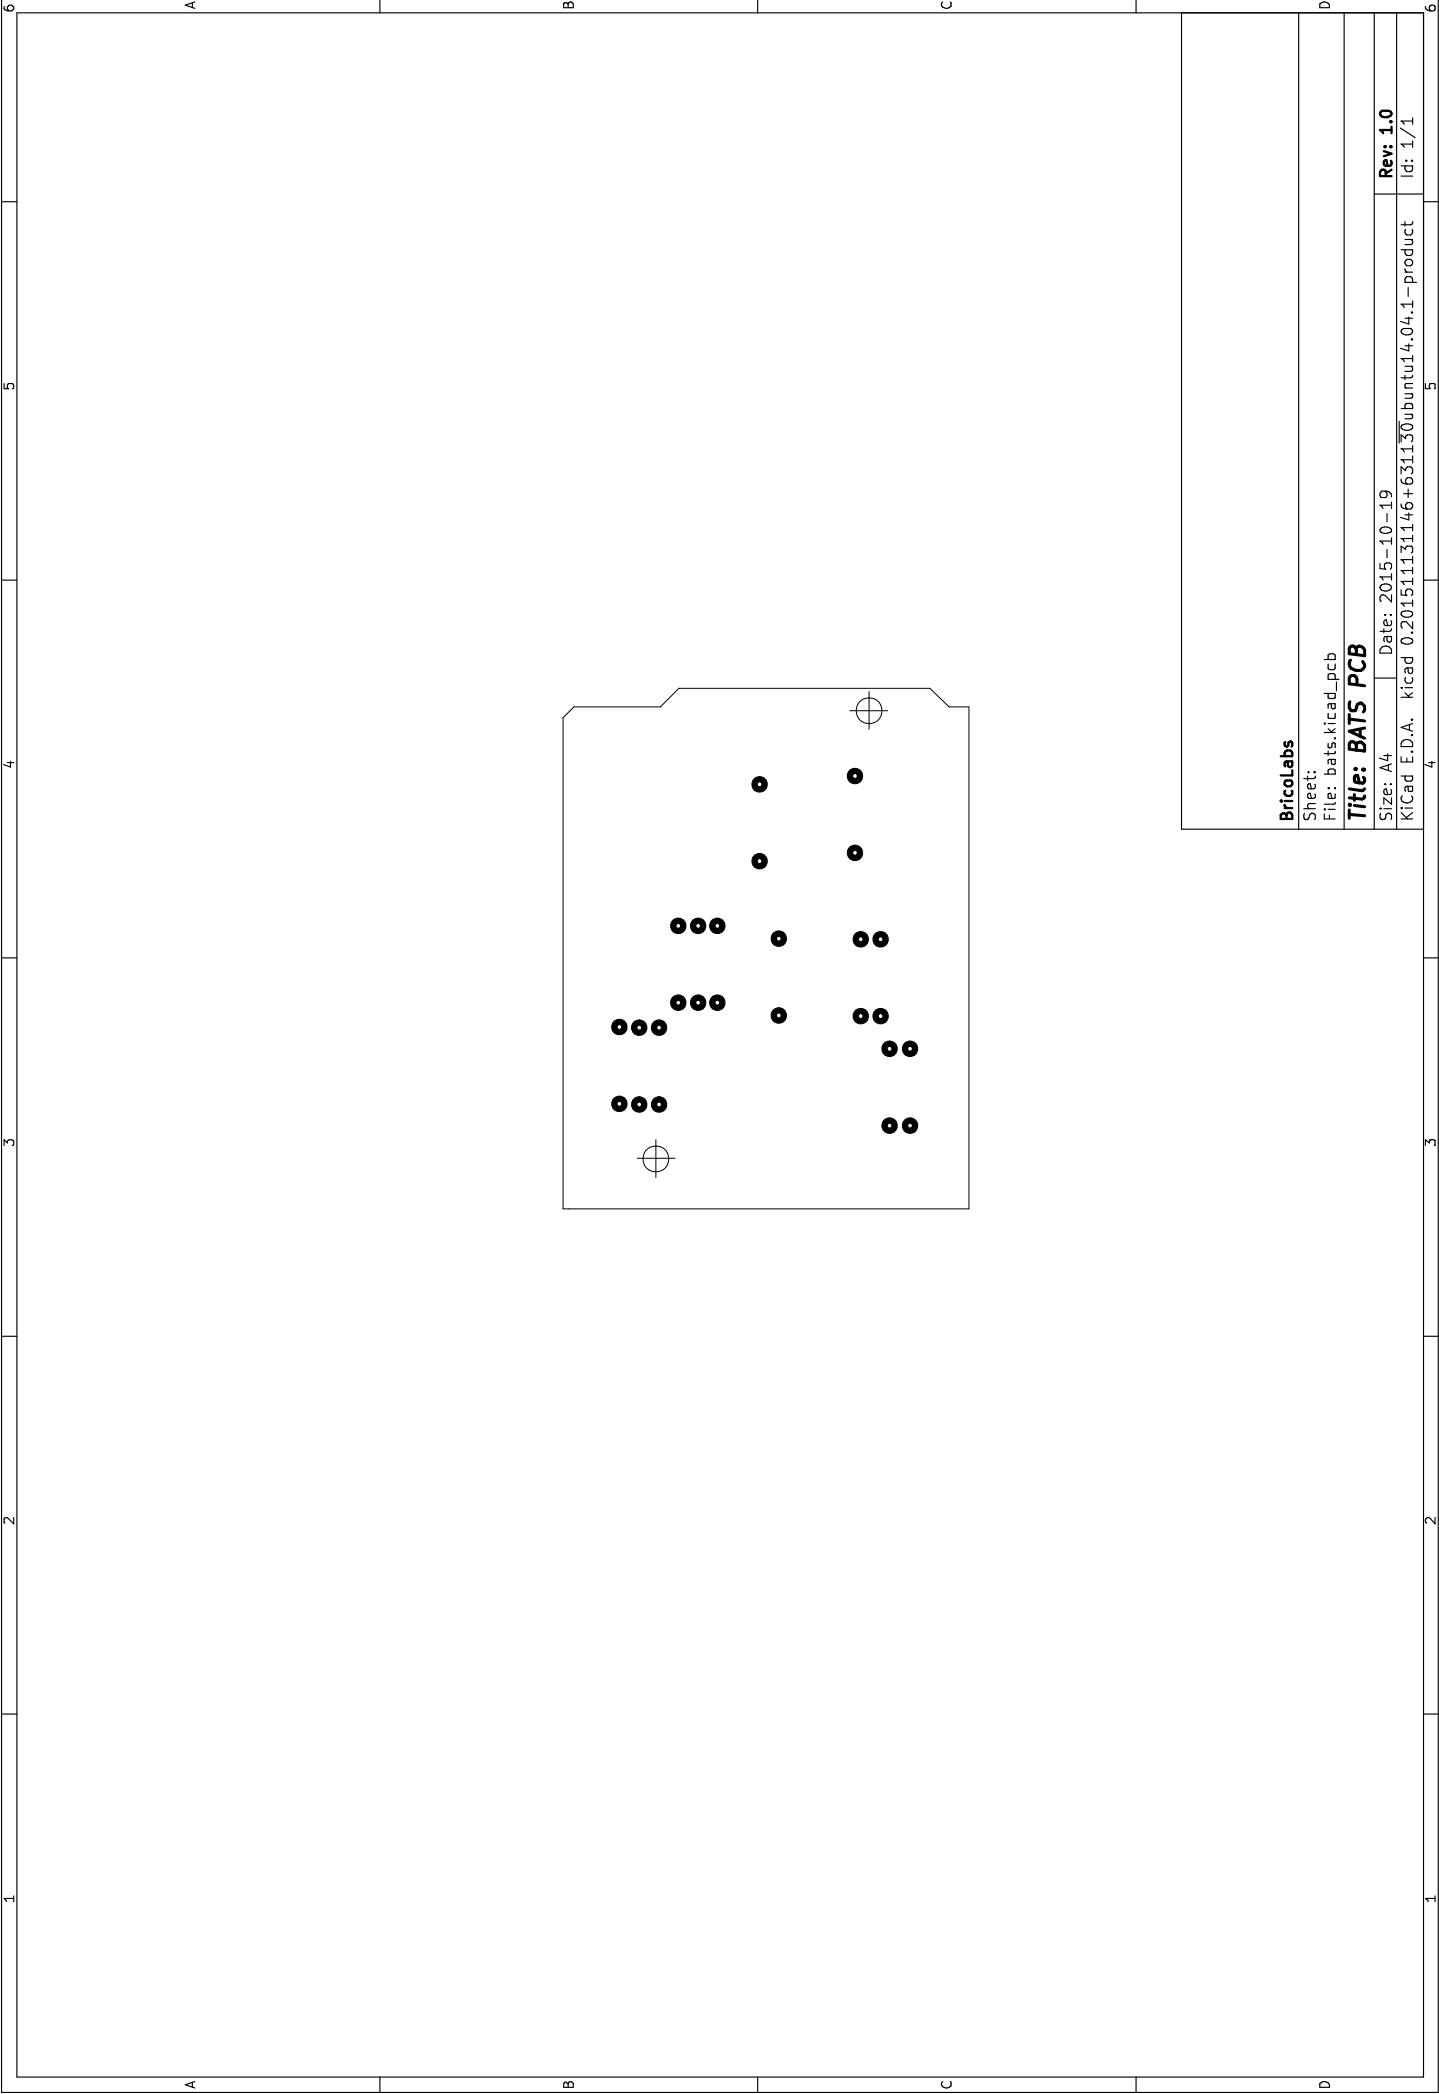 BricoLabs
Sheet:
File: bats.kicad_pcb
Title: BATS PCB
Size: A4 Date: 2015-10-19 Rev: 1.0
KiCad E.D.A. kicad 0.201511131146+631130ubuntu14.04.1-product Id: 1/1
1 2 3 4 5 6
1 2 3 4 5 6
A B C D
A B C D